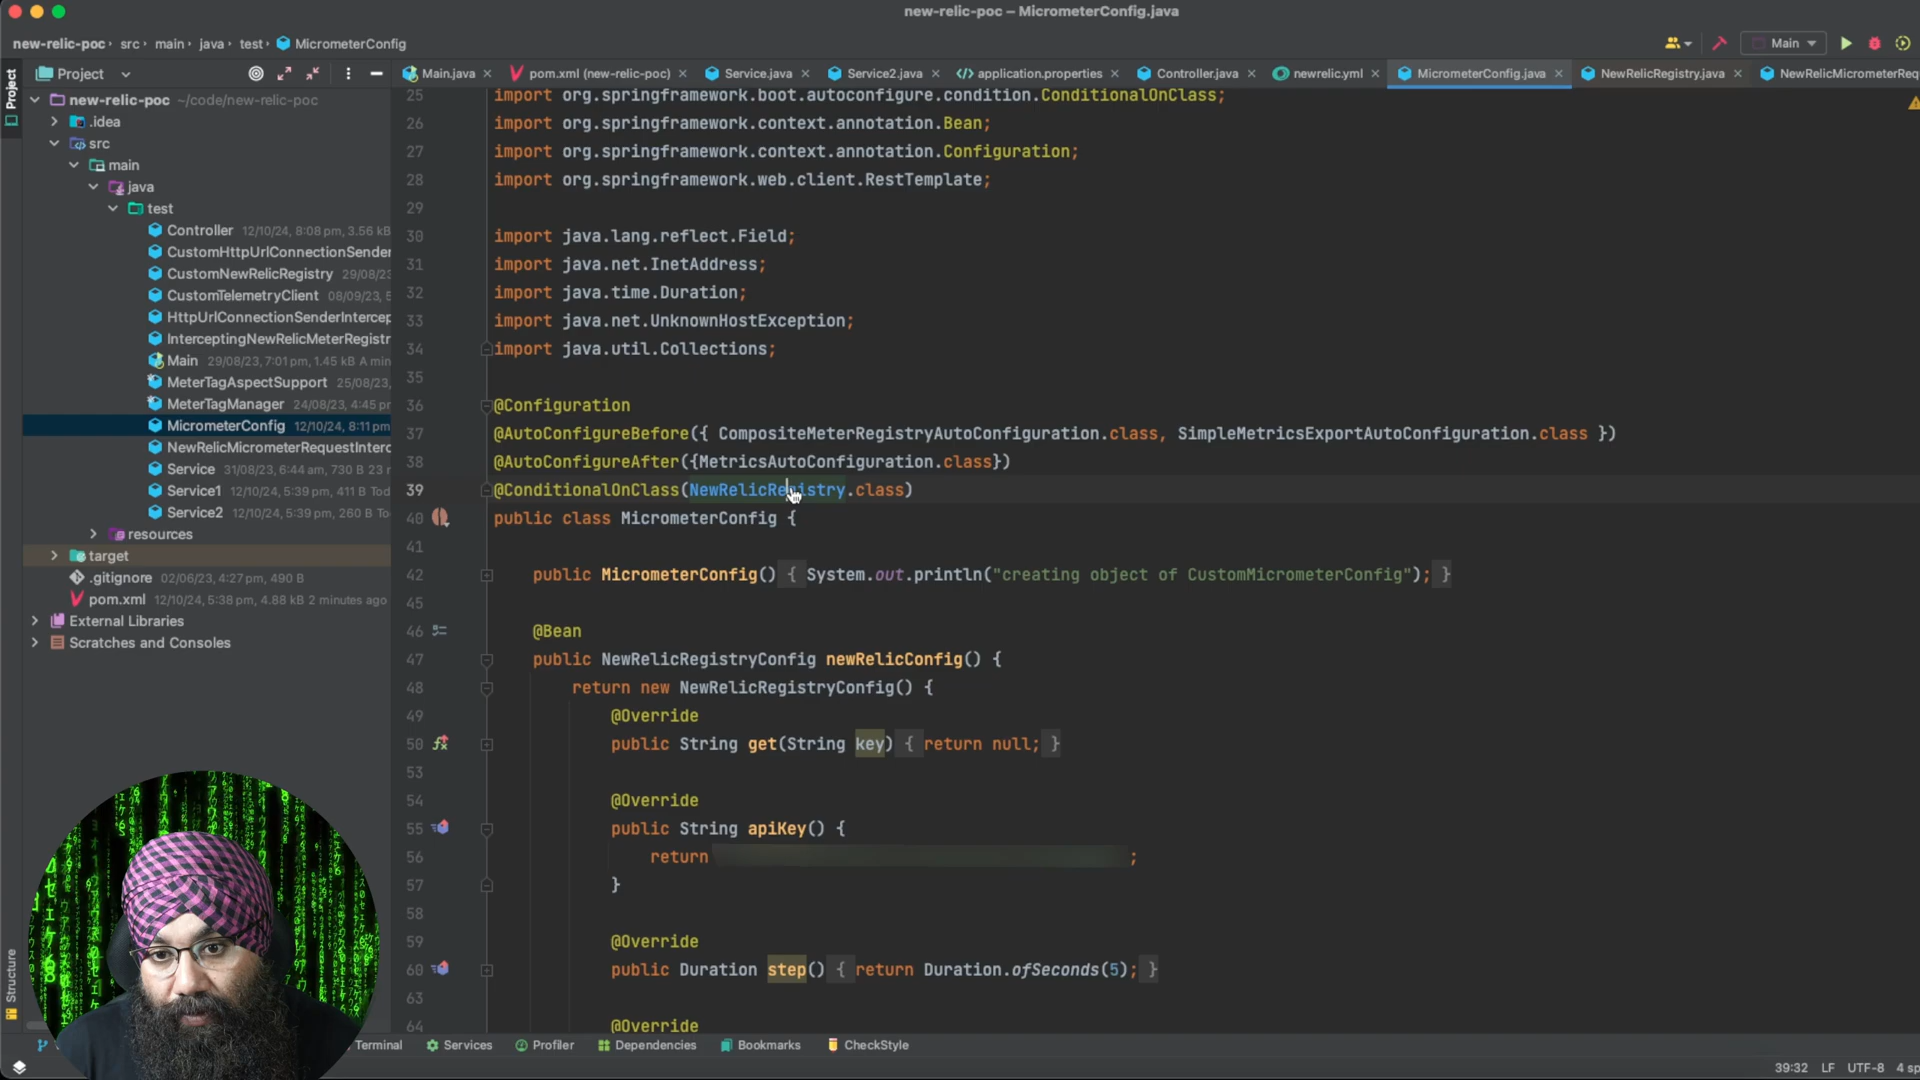 new-relic-poc – MicrometerConfig.java
new-relic-poc › src › main › java › test › MicrometerConfig
Main
Project
Project
Main.java
pom.xml (new-relic-poc)
Service.java
Service2.java
application.properties
Controller.java
newrelic.yml
MicrometerConfig.java
NewRelicRegistry.java
NewRelicMicrometerReq
new-relic-poc ~/code/new-relic-poc
.idea
src
main
java
test
Controller 12/10/24, 8:08 pm, 3.56 kB
CustomHttpUrlConnectionSender
CustomNewRelicRegistry 29/08/23
CustomTelemetryClient 08/09/23, 5
HttpUrlConnectionSenderIntercep
InterceptingNewRelicMeterRegistr
Main 29/08/23, 7:01 pm, 1.45 kB A min
MeterTagAspectSupport 25/08/23,
MeterTagManager 24/08/23, 4:45 p
MicrometerConfig 12/10/24, 8:11 pm
NewRelicMicrometerRequestInterc
Service 31/08/23, 6:44 am, 730 B 23 m
Service1 12/10/24, 5:39 pm, 411 B Tod
Service2 12/10/24, 5:39 pm, 260 B To
resources
target
.gitignore 02/06/23, 4:27 pm, 490 B
pom.xml 12/10/24, 5:38 pm, 4.88 kB 2 minutes ago
External Libraries
Scratches and Consoles
25 import org.springframework.boot.autoconfigure.condition.ConditionalOnClass;
26 import org.springframework.context.annotation.Bean;
27 import org.springframework.context.annotation.Configuration;
28 import org.springframework.web.client.RestTemplate;
29
30 import java.lang.reflect.Field;
31 import java.net.InetAddress;
32 import java.time.Duration;
33 import java.net.UnknownHostException;
34 import java.util.Collections;
35
36 @Configuration
37 @AutoConfigureBefore({ CompositeMeterRegistryAutoConfiguration.class, SimpleMetricsExportAutoConfiguration.class })
38 @AutoConfigureAfter({MetricsAutoConfiguration.class})
39 @ConditionalOnClass(NewRelicRegistry.class)
40 public class MicrometerConfig {
41
42 public MicrometerConfig() { System.out.println("creating object of CustomMicrometerConfig"); }
45
46 @Bean
47 public NewRelicRegistryConfig newRelicConfig() {
48 return new NewRelicRegistryConfig() {
49 @Override
50 public String get(String key) { return null; }
53
54 @Override
55 public String apiKey() {
56 return ;
57 }
58
59 @Override
60 public Duration step() { return Duration.ofSeconds(5); }
63
64 @Override
Structure
Terminal
Services
Profiler
Dependencies
Bookmarks
CheckStyle
39:32 LF UTF-8 4 sp